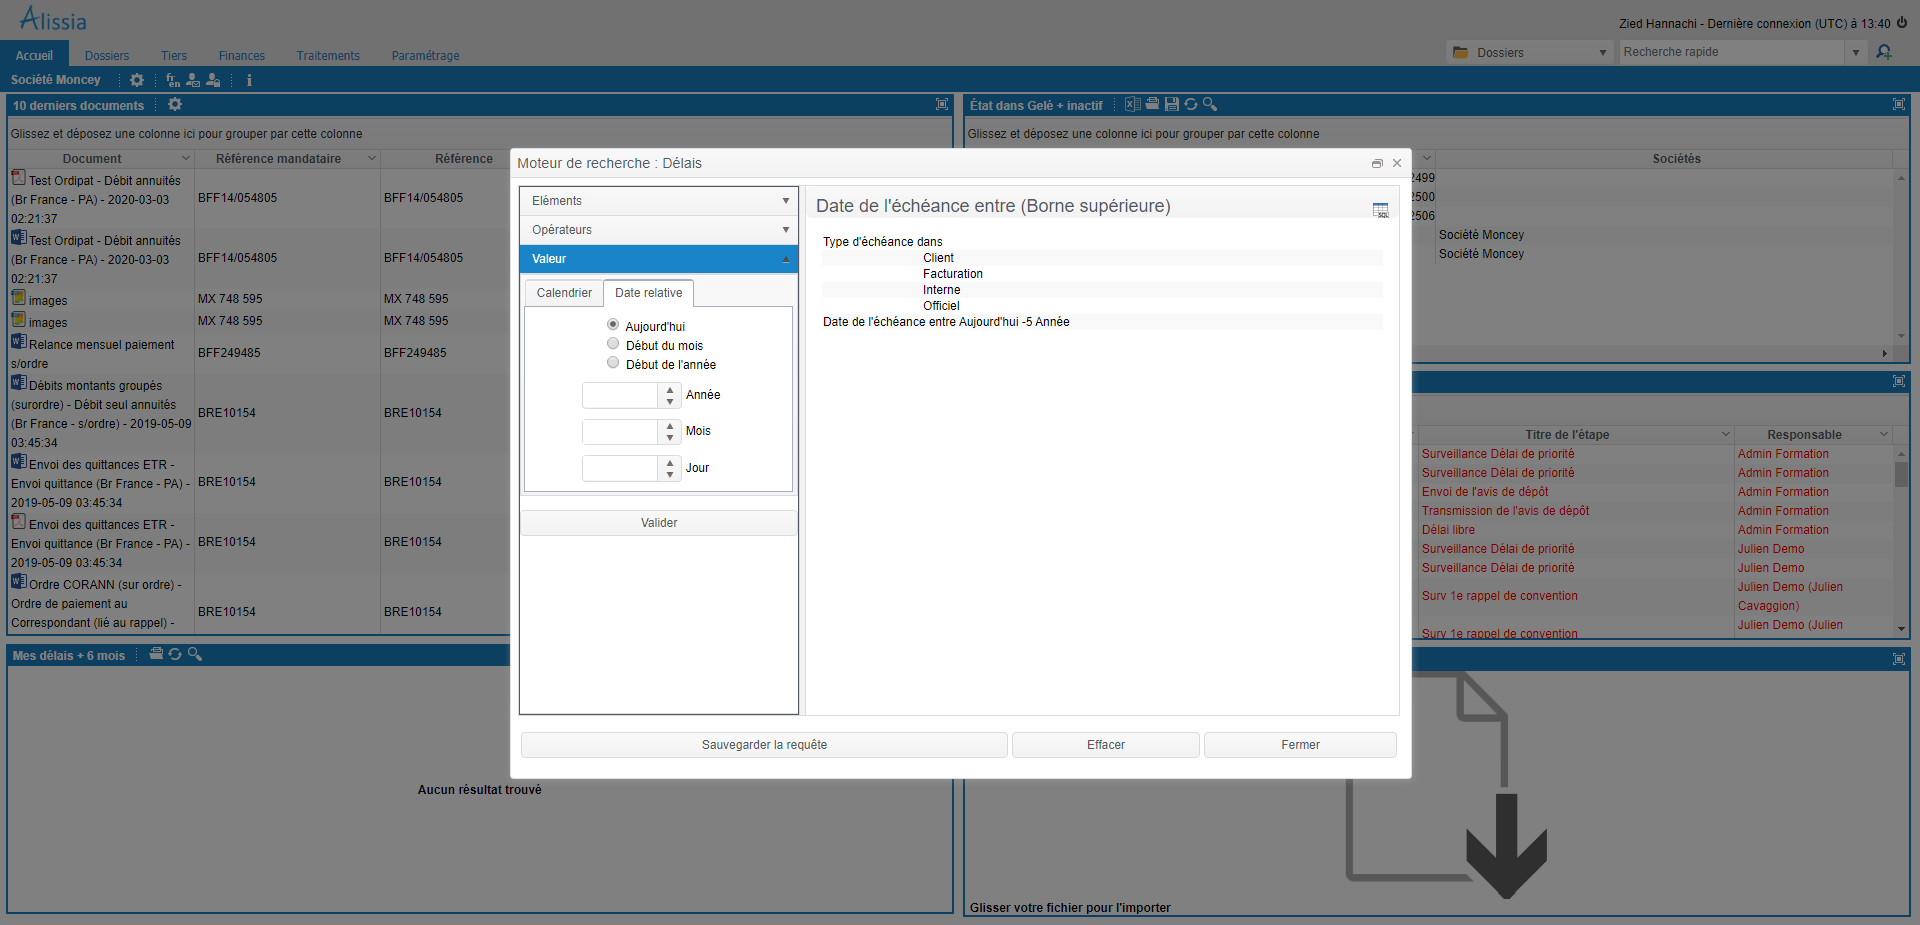 Alissia
Zied Hannachi - Dernière connexion (UTC) à 13:40
Accueil Dossiers Tiers Finances Traitements Paramétrage
Dossiers Recherche rapide
Société Moncey fr en
10 derniers documents
Glissez et déposez une colonne ici pour grouper par cette colonne
Document Référence mandataire Référence
Test Ordipat - Débit annuités
(Br France - PA) - 2020-03-03
02:21:37
BFF14/054805 BFF14/054805
Test Ordipat - Débit annuités
(Br France - PA) - 2020-03-03
02:21:37
BFF14/054805 BFF14/054805
images MX 748 595 MX 748 595
images MX 748 595 MX 748 595
Relance mensuel paiement
s/ordre
BFF249485 BFF249485
Débits montants groupés
(surordre) - Débit seul annuités
(Br France - s/ordre) - 2019-05-09
03:45:34
BRE10154 BRE10154
Envoi des quittances ETR -
Envoi quittance (Br France - PA) -
2019-05-09 03:45:34
BRE10154 BRE10154
Envoi des quittances ETR -
Envoi quittance (Br France - PA) -
2019-05-09 03:45:34
BRE10154 BRE10154
Ordre CORANN (sur ordre) -
Ordre de paiement au
Correspondant (lié au rappel) -
BRE10154 BRE10154
Mes délais + 6 mois
Aucun résultat trouvé
État dans Gelé + inactif
Glissez et déposez une colonne ici pour grouper par cette colonne
Sociétés
2499
2500
2506
Société Moncey
Société Moncey
Moteur de recherche : Délais
Eléments
Opérateurs
Valeur
Calendrier Date relative
Aujourd'hui
Début du mois
Début de l'année
Année
Mois
Jour
Valider
Date de l'échéance entre (Borne supérieure)
SQL
Type d'échéance dans
Client
Facturation
Interne
Officiel
Date de l'échéance entre Aujourd'hui -5 Année
Sauvegarder la requête Effacer Fermer
Titre de l'étape Responsable
Surveillance Délai de priorité Admin Formation
Surveillance Délai de priorité Admin Formation
Envoi de l'avis de dépôt Admin Formation
Transmission de l'avis de dépôt Admin Formation
Délai libre Admin Formation
Surveillance Délai de priorité Julien Demo
Surveillance Délai de priorité Julien Demo
Surv 1e rappel de convention Julien Demo (Julien
Cavaggion)
Surv 1e rappel de convention Julien Demo (Julien
Glisser votre fichier pour l'importer